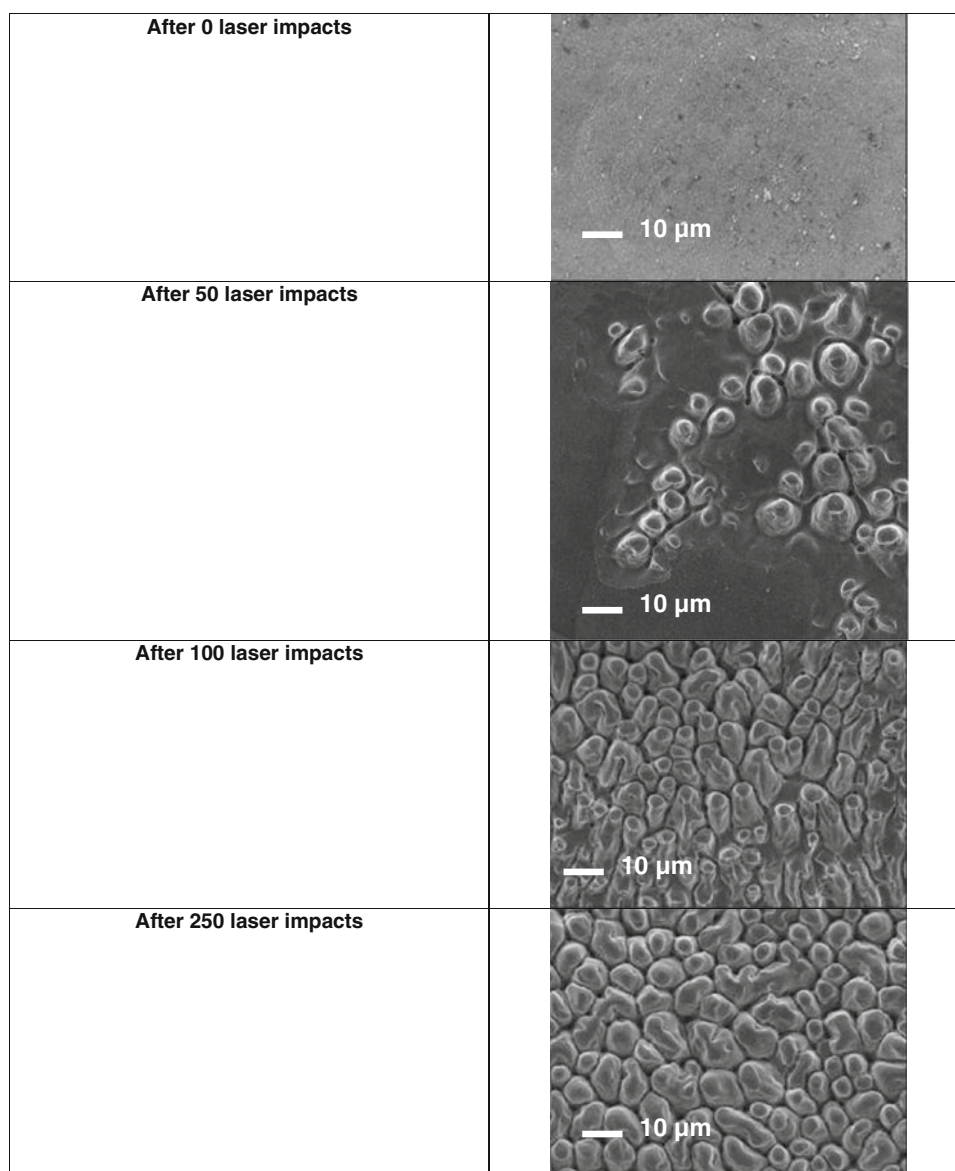 After 0 laser impacts
10 µm
After 50 laser impacts
10 µm
After 100 laser impacts
10 µm
After 250 laser impacts
10 µm